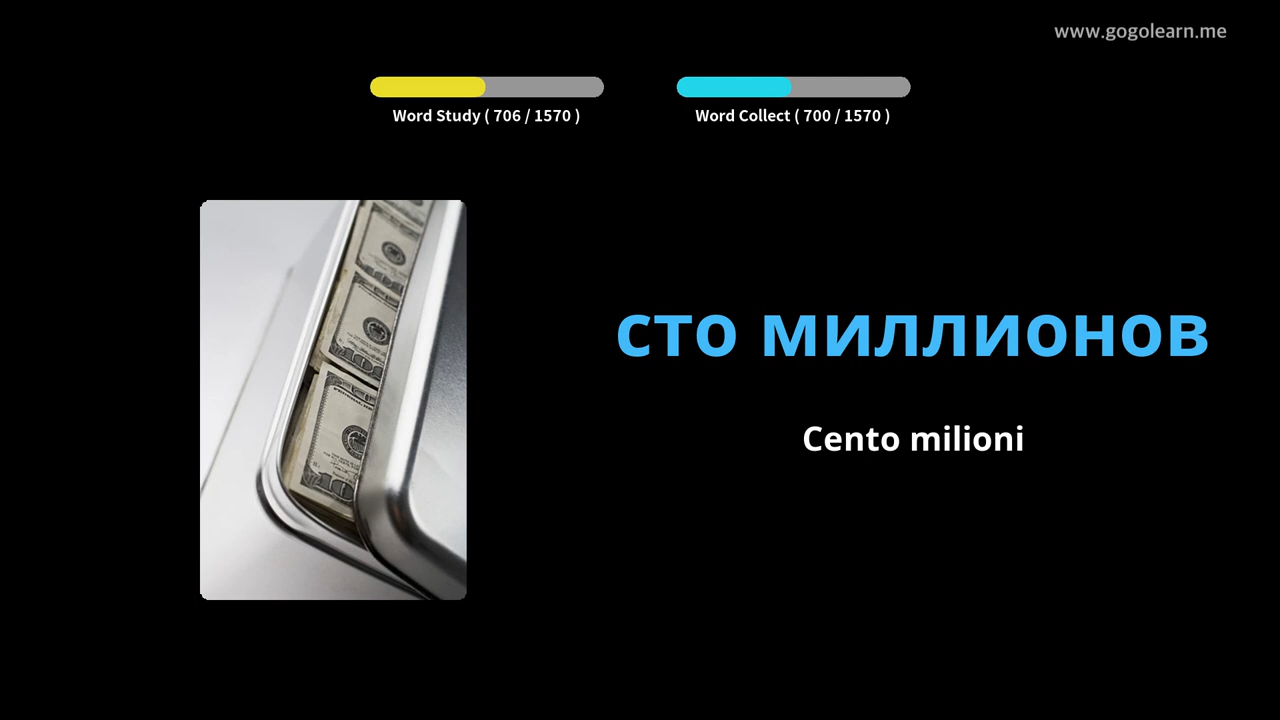 www.gogolearn.me
Word Study ( 706 / 1570 )
Word Collect ( 700 / 1570 )
сто миллионов
Cento milioni